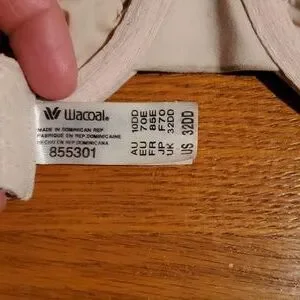 Wacoal®
MADE IN DOMINICAN REP
FABRIQUE EN REP.DOMINICAINE
HECHO EN REP.DOMINICANA
855301
AU 10DD
EU 70E
FR 85E
JP F70
UK 32DD
US 32DD